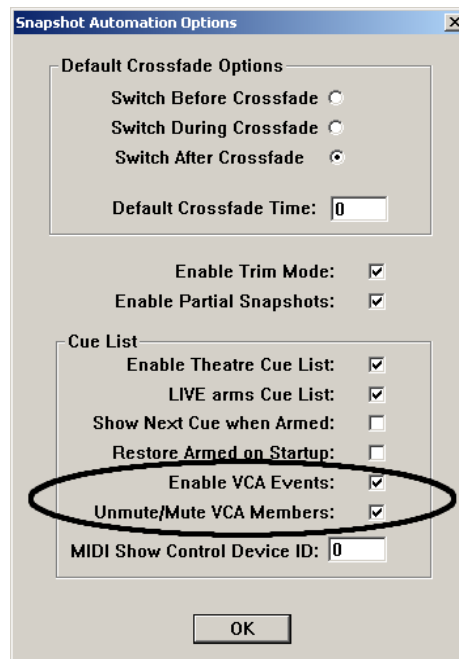 Snapshot Automation Options
Default Crossfade Options
Switch Before Crossfade
Switch During Crossfade
Switch After Crossfade
Default Crossfade Time: 0
Enable Trim Mode:
Enable Partial Snapshots:
Cue List
Enable Theatre Cue List:
LIVE arms Cue List:
Show Next Cue when Armed:
Restore Armed on Startup:
Enable VCA Events:
Unmute/Mute VCA Members:
MIDI Show Control Device ID: 0
OK